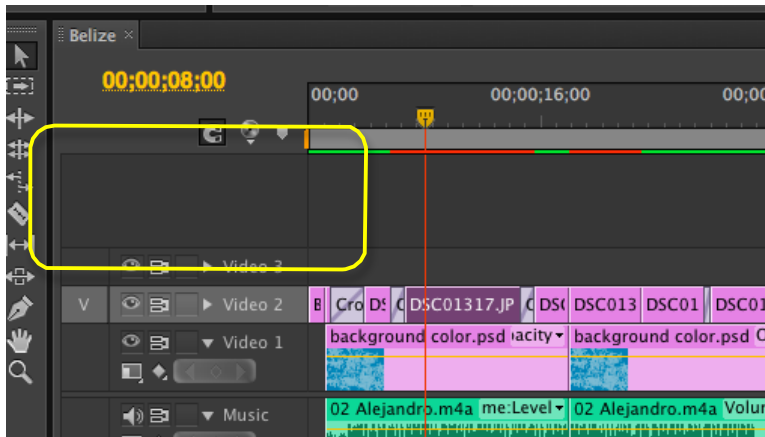 Belize ×
00;00;08;00
00;00 00;00;16;00 00;00
Video 3
V Video 2 B Cro DS C DSC01317.JP C DSC DSC013 DSC01 DSC01
Video 1 background color.psd acity background color.psd O
Music 02 Alejandro.m4a me:Level 02 Alejandro.m4a Volur